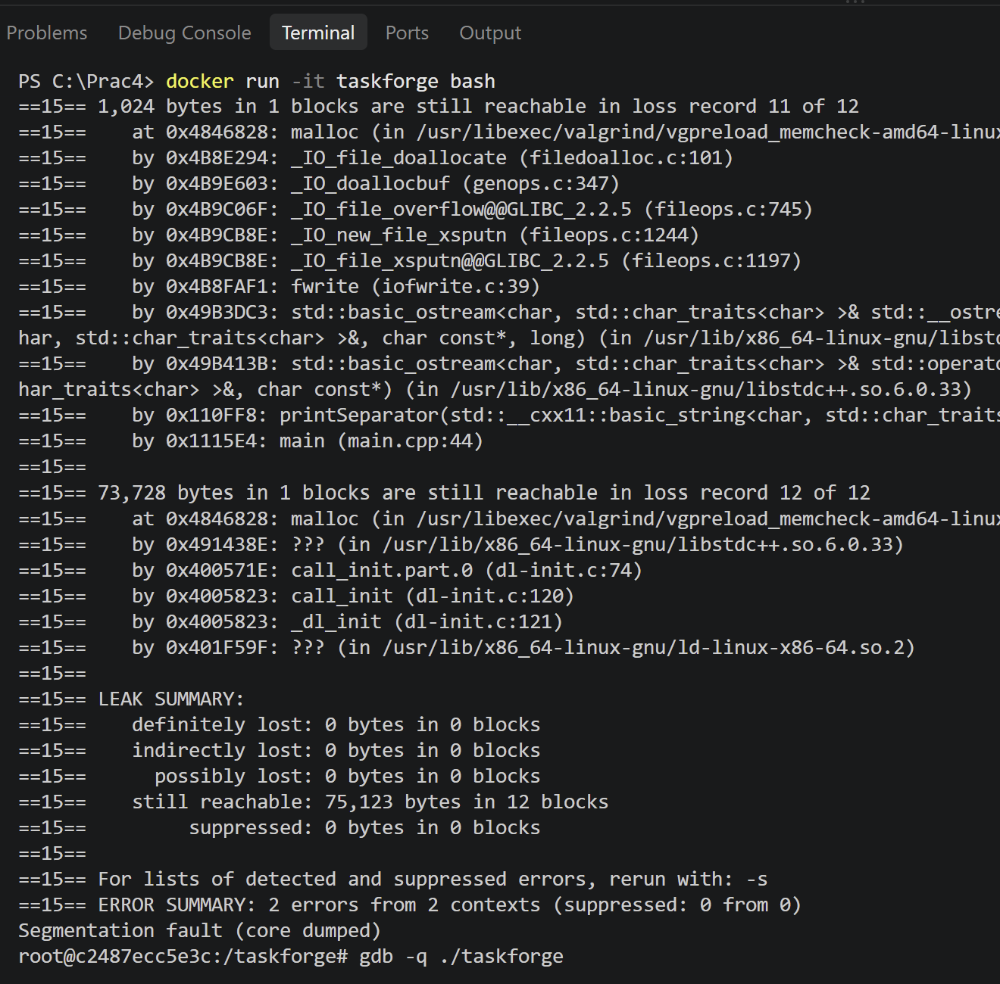 Problems Debug Console Terminal Ports Output
PS C:\Prac4> docker run -it taskforge bash
==15== 1,024 bytes in 1 blocks are still reachable in loss record 11 of 12
==15==    at 0x4846828: malloc (in /usr/libexec/valgrind/vgpreload_memcheck-amd64-linux
==15==    by 0x4B8E294: _IO_file_doallocate (filedoalloc.c:101)
==15==    by 0x4B9E603: _IO_doallocbuf (genops.c:347)
==15==    by 0x4B9C06F: _IO_file_overflow@@GLIBC_2.2.5 (fileops.c:745)
==15==    by 0x4B9CB8E: _IO_new_file_xsputn (fileops.c:1244)
==15==    by 0x4B9CB8E: _IO_file_xsputn@@GLIBC_2.2.5 (fileops.c:1197)
==15==    by 0x4B8FAF1: fwrite (iofwrite.c:39)
==15==    by 0x49B3DC3: std::basic_ostream<char, std::char_traits<char> >& std::__ostre
har, std::char_traits<char> >&, char const*, long) (in /usr/lib/x86_64-linux-gnu/libstd
==15==    by 0x49B413B: std::basic_ostream<char, std::char_traits<char> >& std::operato
har_traits<char> >&, char const*) (in /usr/lib/x86_64-linux-gnu/libstdc++.so.6.0.33)
==15==    by 0x110FF8: printSeparator(std::__cxx11::basic_string<char, std::char_traits
==15==    by 0x1115E4: main (main.cpp:44)
==15==
==15== 73,728 bytes in 1 blocks are still reachable in loss record 12 of 12
==15==    at 0x4846828: malloc (in /usr/libexec/valgrind/vgpreload_memcheck-amd64-linux
==15==    by 0x491438E: ??? (in /usr/lib/x86_64-linux-gnu/libstdc++.so.6.0.33)
==15==    by 0x400571E: call_init.part.0 (dl-init.c:74)
==15==    by 0x4005823: call_init (dl-init.c:120)
==15==    by 0x4005823: _dl_init (dl-init.c:121)
==15==    by 0x401F59F: ??? (in /usr/lib/x86_64-linux-gnu/ld-linux-x86-64.so.2)
==15==
==15== LEAK SUMMARY:
==15==    definitely lost: 0 bytes in 0 blocks
==15==    indirectly lost: 0 bytes in 0 blocks
==15==      possibly lost: 0 bytes in 0 blocks
==15==    still reachable: 75,123 bytes in 12 blocks
==15==         suppressed: 0 bytes in 0 blocks
==15==
==15== For lists of detected and suppressed errors, rerun with: -s
==15== ERROR SUMMARY: 2 errors from 2 contexts (suppressed: 0 from 0)
Segmentation fault (core dumped)
root@c2487ecc5e3c:/taskforge# gdb -q ./taskforge